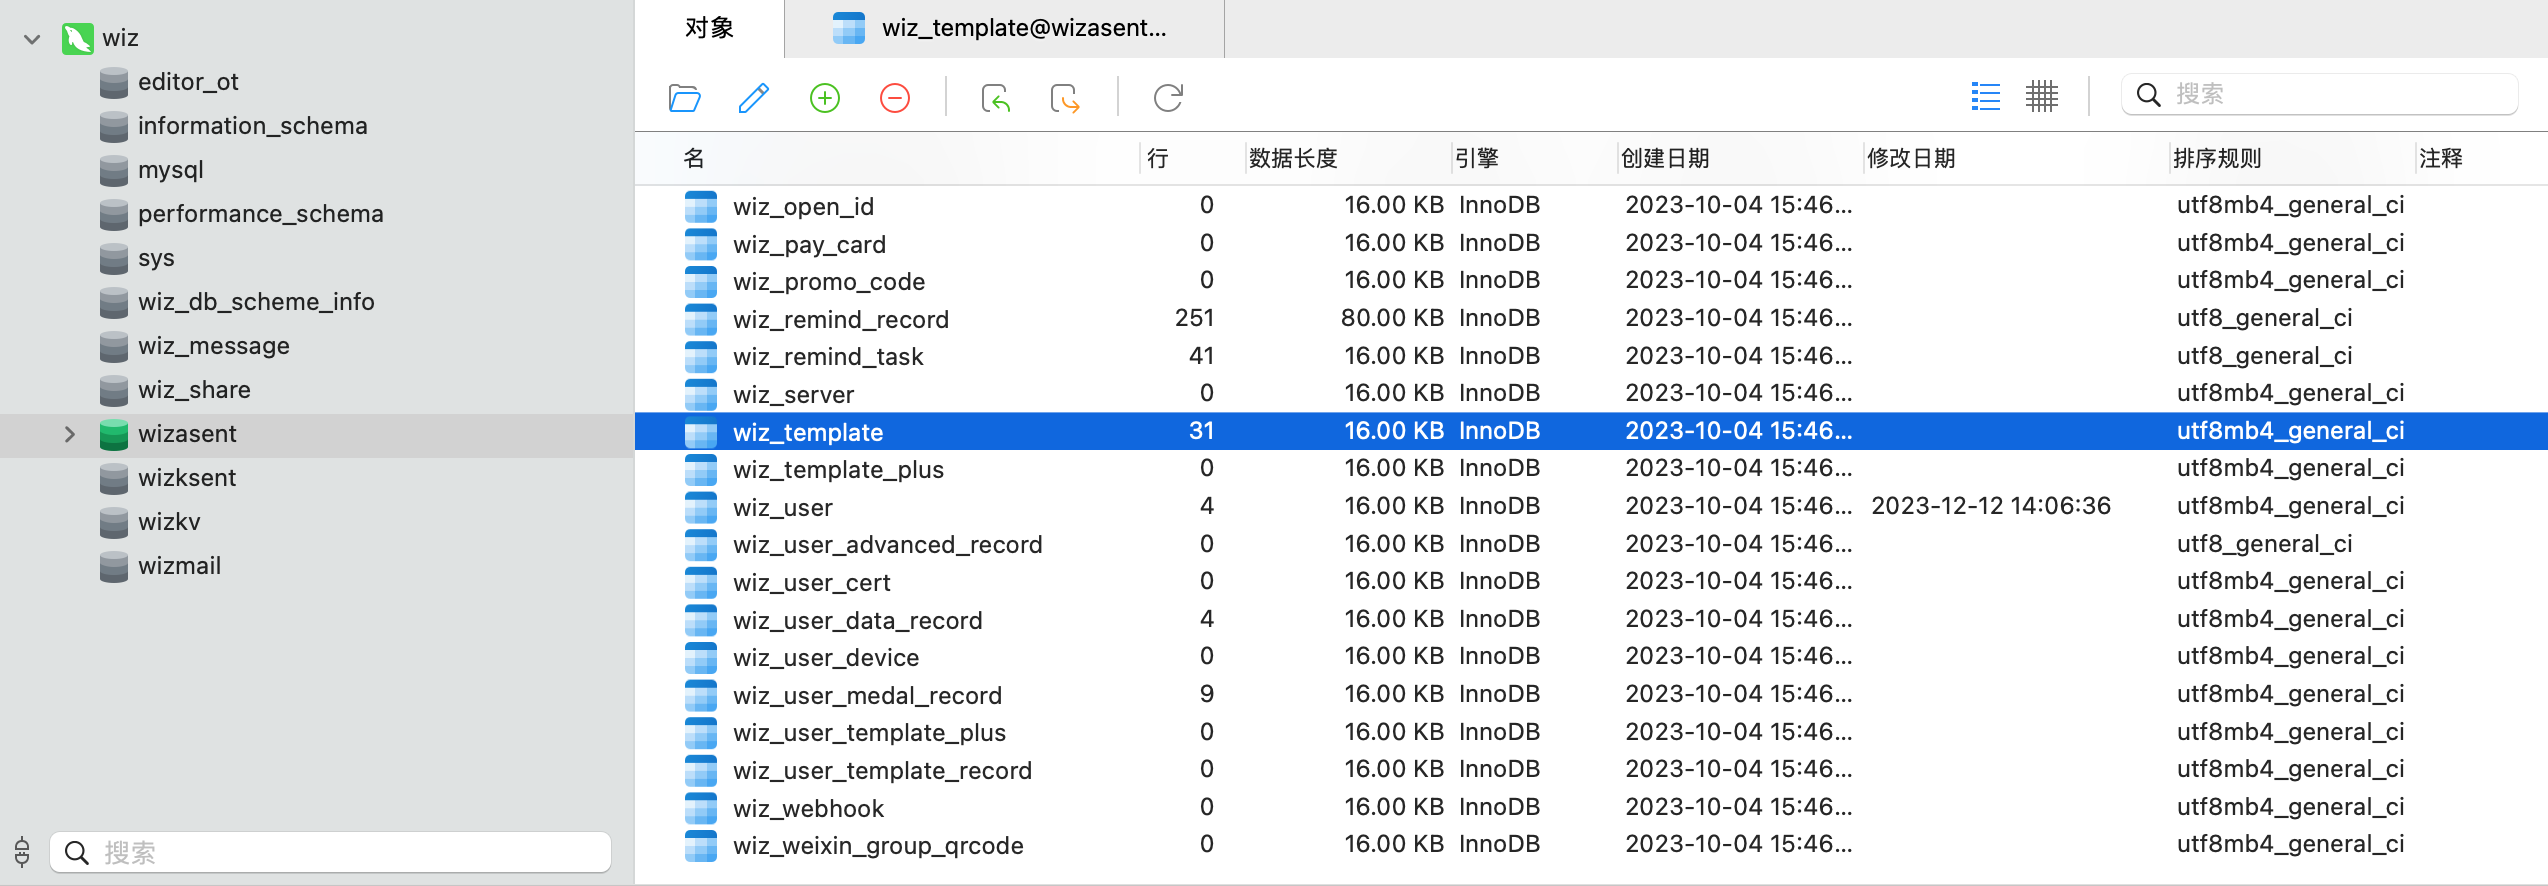 wiz
editor_ot
information_schema
mysql
performance_schema
sys
wiz_db_scheme_info
wiz_message
wiz_share
wizasent
wizksent
wizkv
wizmail
搜索
对象 wiz_template@wizasent...
搜索
名 行 数据长度 引擎 创建日期 修改日期 排序规则 注释
wiz_open_id 0 16.00 KB InnoDB 2023-10-04 15:46... utf8mb4_general_ci
wiz_pay_card 0 16.00 KB InnoDB 2023-10-04 15:46... utf8mb4_general_ci
wiz_promo_code 0 16.00 KB InnoDB 2023-10-04 15:46... utf8mb4_general_ci
wiz_remind_record 251 80.00 KB InnoDB 2023-10-04 15:46... utf8_general_ci
wiz_remind_task 41 16.00 KB InnoDB 2023-10-04 15:46... utf8_general_ci
wiz_server 0 16.00 KB InnoDB 2023-10-04 15:46... utf8mb4_general_ci
wiz_template 31 16.00 KB InnoDB 2023-10-04 15:46... utf8mb4_general_ci
wiz_template_plus 0 16.00 KB InnoDB 2023-10-04 15:46... utf8mb4_general_ci
wiz_user 4 16.00 KB InnoDB 2023-10-04 15:46... 2023-12-12 14:06:36 utf8mb4_general_ci
wiz_user_advanced_record 0 16.00 KB InnoDB 2023-10-04 15:46... utf8_general_ci
wiz_user_cert 0 16.00 KB InnoDB 2023-10-04 15:46... utf8mb4_general_ci
wiz_user_data_record 4 16.00 KB InnoDB 2023-10-04 15:46... utf8mb4_general_ci
wiz_user_device 0 16.00 KB InnoDB 2023-10-04 15:46... utf8mb4_general_ci
wiz_user_medal_record 9 16.00 KB InnoDB 2023-10-04 15:46... utf8mb4_general_ci
wiz_user_template_plus 0 16.00 KB InnoDB 2023-10-04 15:46... utf8mb4_general_ci
wiz_user_template_record 0 16.00 KB InnoDB 2023-10-04 15:46... utf8mb4_general_ci
wiz_webhook 0 16.00 KB InnoDB 2023-10-04 15:46... utf8mb4_general_ci
wiz_weixin_group_qrcode 0 16.00 KB InnoDB 2023-10-04 15:46... utf8mb4_general_ci